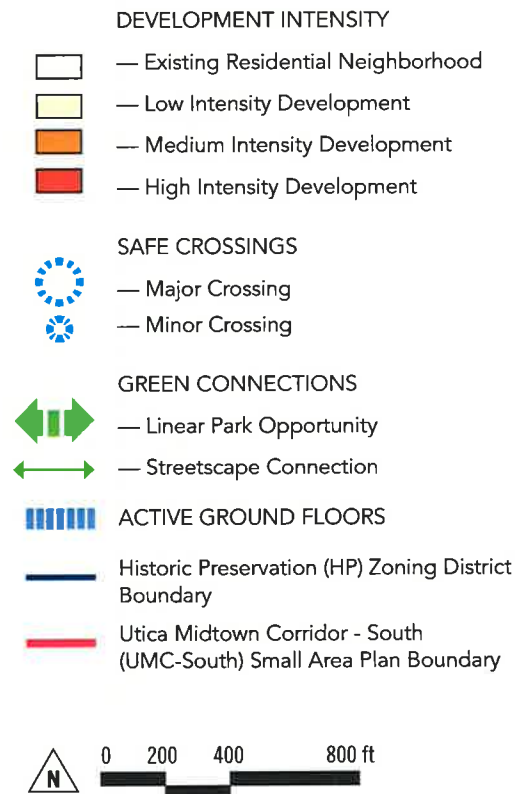 DEVELOPMENT INTENSITY
— Existing Residential Neighborhood
— Low Intensity Development
— Medium Intensity Development
— High Intensity Development
SAFE CROSSINGS
— Major Crossing
— Minor Crossing
GREEN CONNECTIONS
— Linear Park Opportunity
— Streetscape Connection
ACTIVE GROUND FLOORS
Historic Preservation (HP) Zoning District
Boundary
Utica Midtown Corridor - South
(UMC-South) Small Area Plan Boundary
N
0 200 400 800 ft